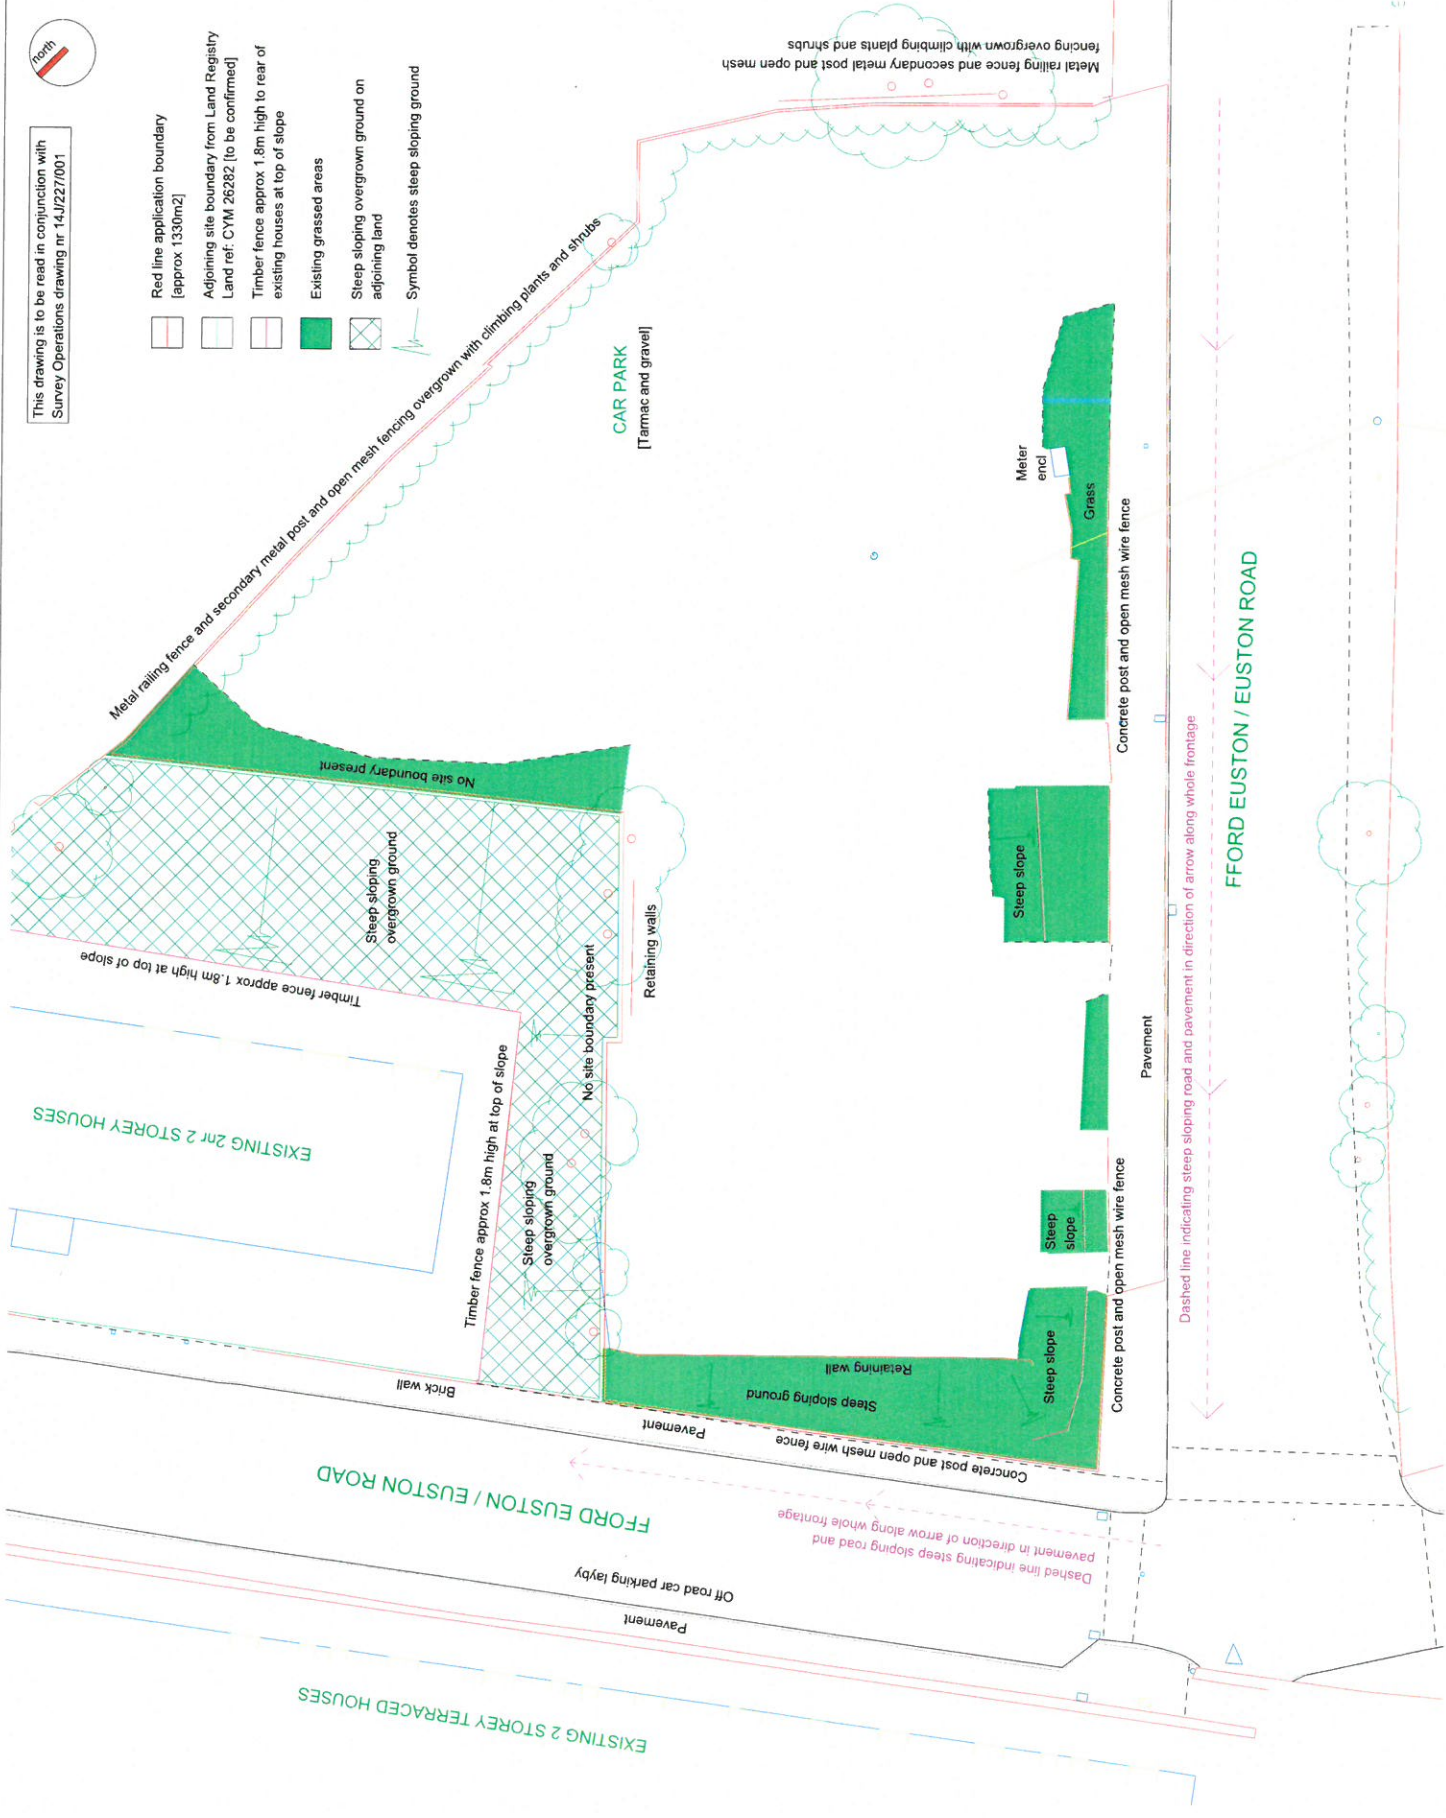 north
This drawing is to be read in conjunction with
Survey Operations drawing nr 14J/227/001
Red line application boundary
[approx 1330m2]
Adjoining site boundary from Land Registry
Land ref: CYM 26282 [to be confirmed]
Timber fence approx 1.8m high to rear of
existing houses at top of slope
Existing grassed areas
Steep sloping overgrown ground on
adjoining land
Symbol denotes steep sloping ground
Metal railing fence and secondary metal post and open mesh
fencing overgrown with climbing plants and shrubs
Metal railing fence and secondary metal post and open mesh fencing overgrown with climbing plants and shrubs
CAR PARK
[Tarmac and gravel]
Meter
encl
Grass
Concrete post and open mesh wire fence
FFORD EUSTON / EUSTON ROAD
Dashed line indicating steep sloping road and pavement in direction of arrow along whole frontage
No site boundary present
Steep sloping
overgrown ground
Timber fence approx 1.8m high at top of slope
Retaining walls
No site boundary present
Steep slope
Pavement
EXISTING 2nr 2 STOREY HOUSES
Timber fence approx 1.8m high at top of slope
Steep sloping
overgrown ground
Steep
slope
Concrete post and open mesh wire fence
Steep slope
Retaining wall
Steep sloping ground
Brick wall
Pavement
Concrete post and open mesh wire fence
FFORD EUSTON / EUSTON ROAD
Dashed line indicating steep sloping road and
pavement in direction of arrow along whole frontage
Off road car parking layby
Pavement
EXISTING 2 STOREY TERRACED HOUSES